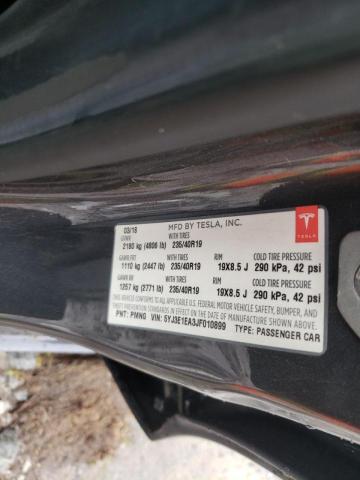 03/18 MFD BY TESLA, INC.
GVWR WITH TIRES
2180 kg (4806 lb) 235/40R19
GAWR FRT WITH TIRES RIM COLD TIRE PRESSURE
1110 kg (2447 lb) 235/40R19 19X8.5 J 290 kPa, 42 psi
GAWR RR WITH TIRES RIM COLD TIRE PRESSURE
1257 kg (2771 lb) 235/40R19 19X8.5 J 290 kPa, 42 psi
THIS VEHICLE CONFORMS TO ALL APPLICABLE U.S. FEDERAL MOTOR VEHICLE SAFETY, BUMPER, AND
THEFT PREVENTION STANDARDS IN EFFECT ON THE DATE OF MANUFACTURE SHOWN ABOVE.
PAINT: PMNG VIN: 5YJ3E1EA3JF010899 TYPE: PASSENGER CAR
TESLA